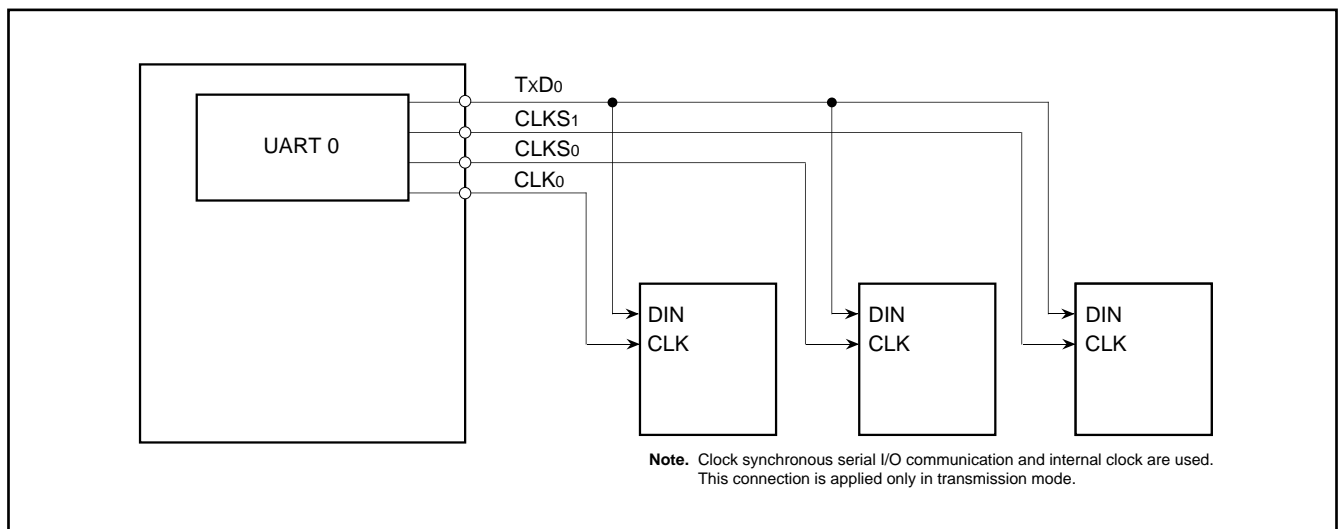 TxD0
CLKS1
UART 0
CLKS0
CLK0
DIN
CLK
DIN
CLK
DIN
CLK
Note. Clock synchronous serial I/O communication and internal clock are used.
This connection is applied only in transmission mode.